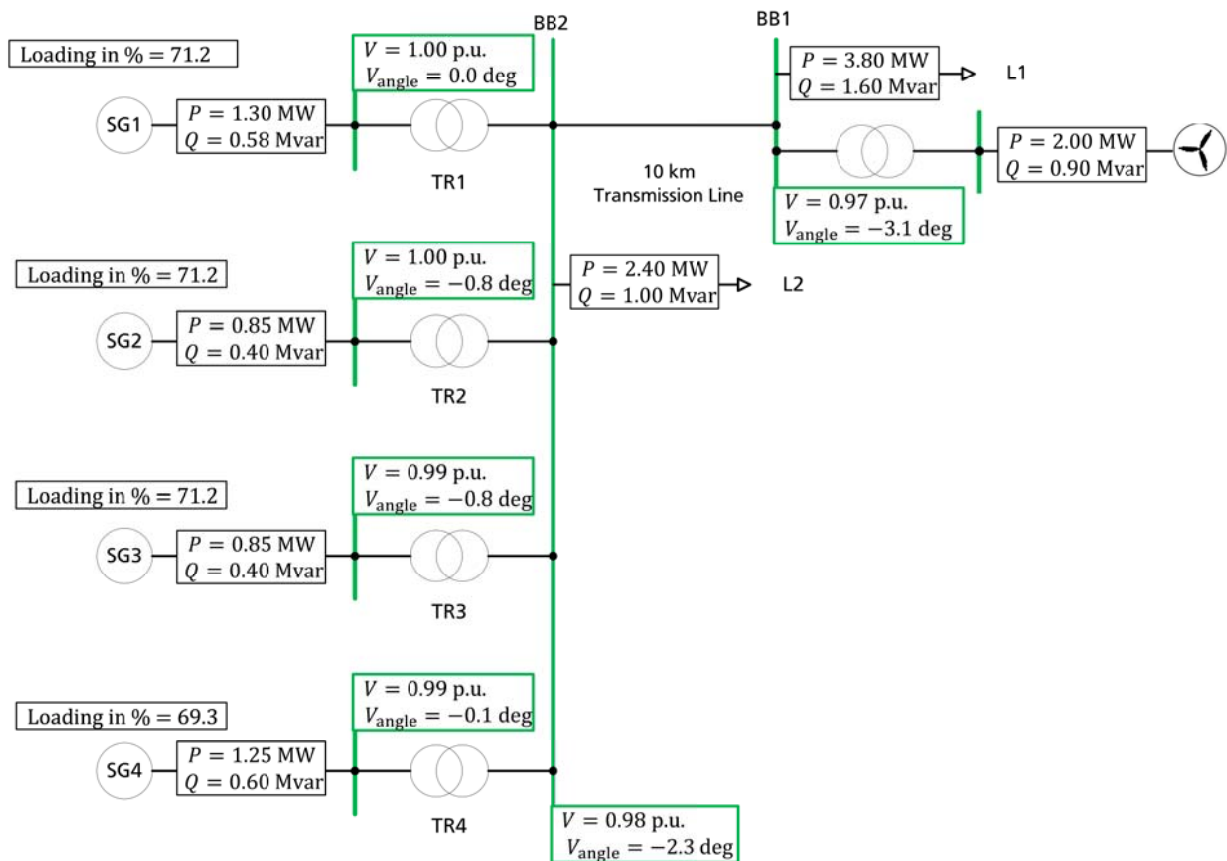 BB2
BB1
Loading in % = 71.2
V = 1.00 p.u.
V_angle = 0.0 deg
P = 3.80 MW
Q = 1.60 Mvar
L1
SG1
P = 1.30 MW
Q = 0.58 Mvar
TR1
10 km
Transmission Line
P = 2.00 MW
Q = 0.90 Mvar
V = 0.97 p.u.
V_angle = −3.1 deg
Loading in % = 71.2
V = 1.00 p.u.
V_angle = −0.8 deg
P = 2.40 MW
Q = 1.00 Mvar
L2
SG2
P = 0.85 MW
Q = 0.40 Mvar
TR2
Loading in % = 71.2
V = 0.99 p.u.
V_angle = −0.8 deg
SG3
P = 0.85 MW
Q = 0.40 Mvar
TR3
Loading in % = 69.3
V = 0.99 p.u.
V_angle = −0.1 deg
SG4
P = 1.25 MW
Q = 0.60 Mvar
TR4
V = 0.98 p.u.
V_angle = −2.3 deg